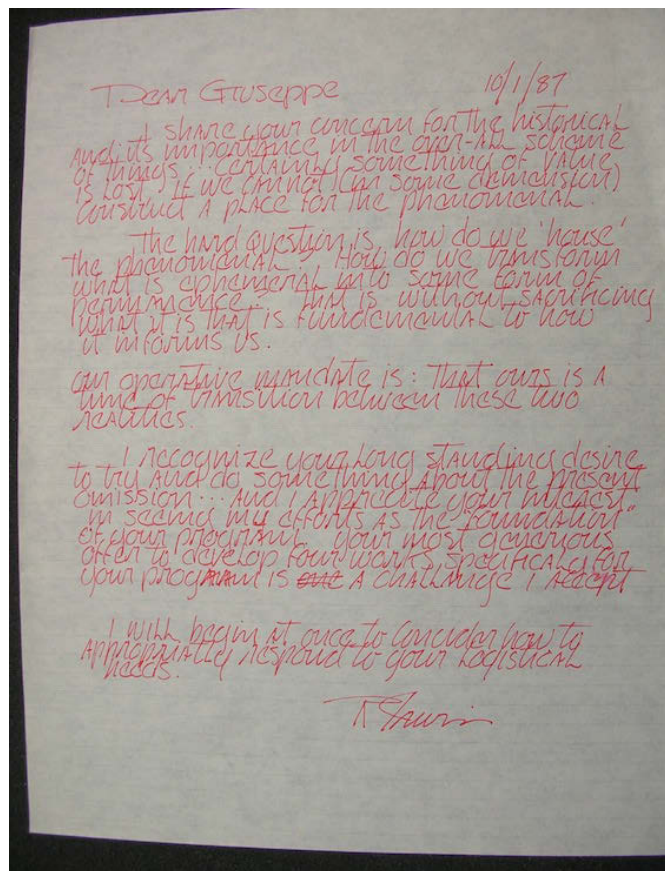 Dear Giuseppe 10/1/87
I share your concern for the historical
and its importance in the over-all scheme
of things... certainly something of value
is lost if we cannot (in some dimension)
construct a place for the phenomenal.
The hard question is how do we 'house'
the phenomenal? How do we transform
what is ephemeral into some form of
permanence - that is without sacrificing
what it is that is fundemental to how
it informs us.
Our operative mandate is: that ours is a
time of transition between these two
realities.
I recognize your long standing desire
to try and do something about the present
omission... and I appreciate your interest
in seeing my efforts as the "foundation"
of your program. Your most generous
offer to develop four works, specifically for
your program is one a challange I accept
I will begin at once to concider how to
appropriatly respond to your logistical
needs.